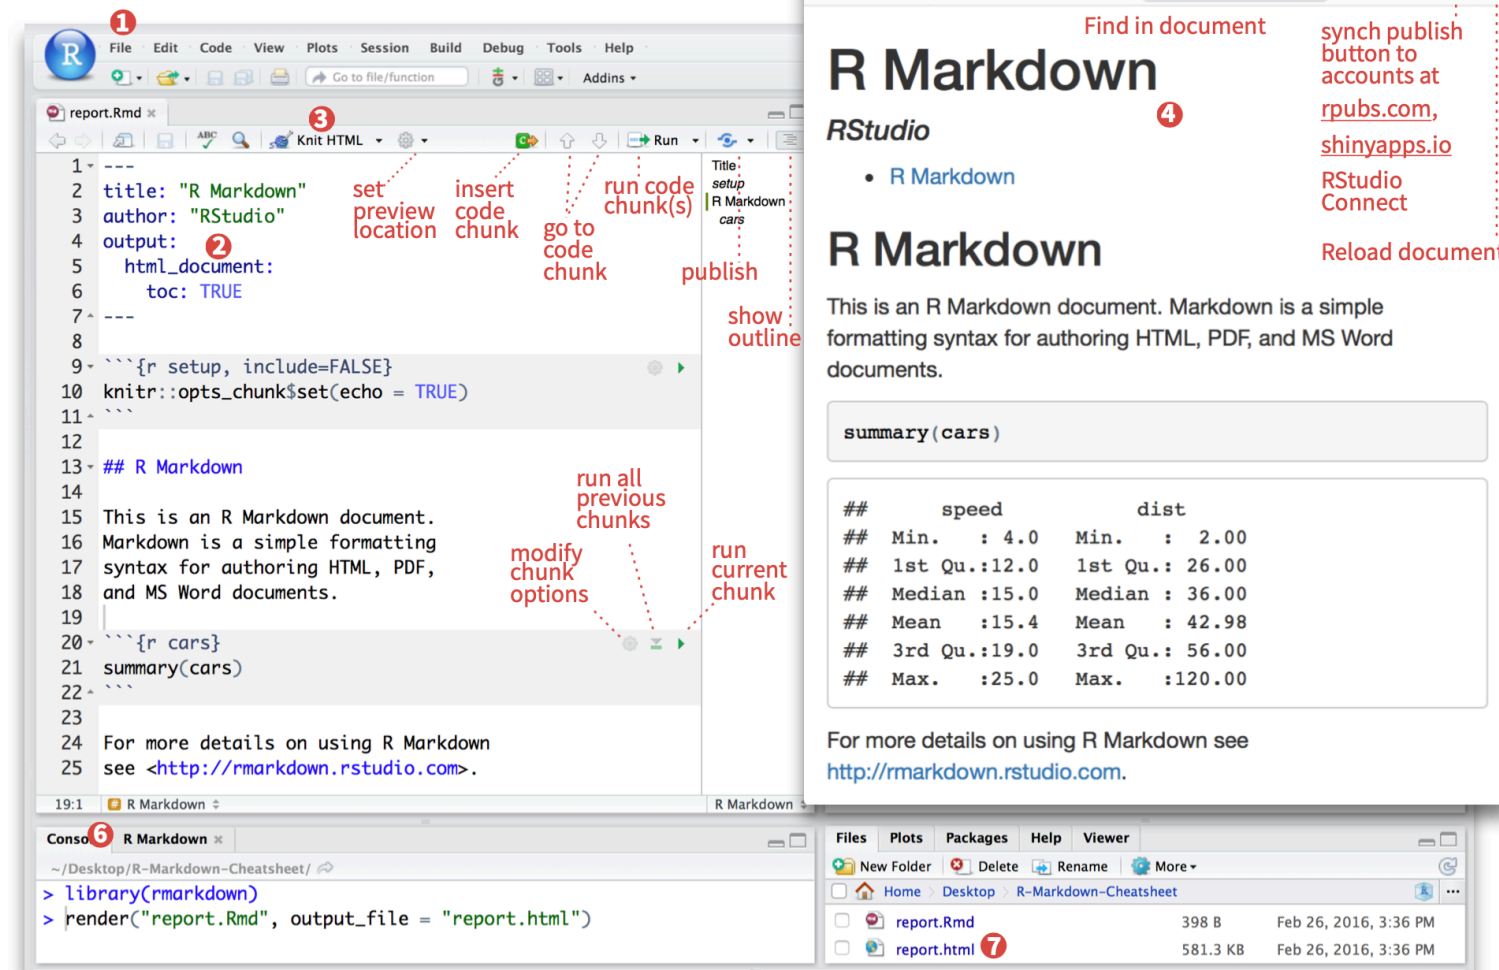 1
File Edit Code View Plots Session Build Debug Tools Help
Go to file/function
Addins
report.Rmd
3
ABC
Knit HTML
Run
1 ---
2 title: "R Markdown"
3 author: "RStudio"
4 output:
2
5 html_document:
6 toc: TRUE
7 ---
8
9 ```{r setup, include=FALSE}
10 knitr::opts_chunk$set(echo = TRUE)
11 ```
12
13 ## R Markdown
14
15 This is an R Markdown document.
16 Markdown is a simple formatting
17 syntax for authoring HTML, PDF,
18 and MS Word documents.
19
20 ```{r cars}
21 summary(cars)
22 ```
23
24 For more details on using R Markdown
25 see <http://rmarkdown.rstudio.com>.
set
preview
location
insert
code
chunk
go to
code
chunk
run code
chunk(s)
publish
show
outline
Title
setup
R Markdown
cars
run all
previous
chunks
modify
chunk
options
run
current
chunk
19:1 R Markdown
R Markdown
Find in document
synch publish
button to
accounts at
rpubs.com,
shinyapps.io
RStudio
Connect
Reload document
R Markdown
4
RStudio
• R Markdown
R Markdown
This is an R Markdown document. Markdown is a simple
formatting syntax for authoring HTML, PDF, and MS Word
documents.
summary(cars)
## speed dist
## Min. : 4.0 Min. : 2.00
## 1st Qu.:12.0 1st Qu.: 26.00
## Median :15.0 Median : 36.00
## Mean :15.4 Mean : 42.98
## 3rd Qu.:19.0 3rd Qu.: 56.00
## Max. :25.0 Max. :120.00
For more details on using R Markdown see
http://rmarkdown.rstudio.com.
6
R Markdown
~/Desktop/R-Markdown-Cheatsheet/
> library(rmarkdown)
> render("report.Rmd", output_file = "report.html")
Files Plots Packages Help Viewer
New Folder Delete Rename More
Home Desktop R-Markdown-Cheatsheet
report.Rmd 398 B Feb 26, 2016, 3:36 PM
report.html 7 581.3 KB Feb 26, 2016, 3:36 PM